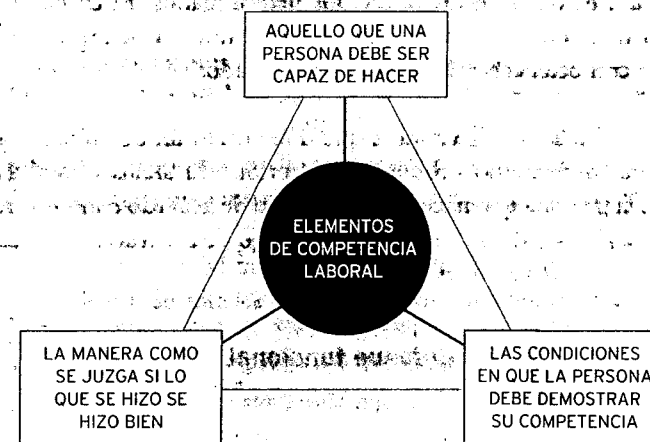 AQUELLO QUE UNA
PERSONA DEBE SER
CAPAZ DE HACER
ELEMENTOS
DE COMPETENCIA
LABORAL
LA MANERA COMO
SE JUZGA SI LO
QUE SE HIZO SE
HIZO BIEN
LAS CONDICIONES
EN QUE LA PERSONA
DEBE DEMOSTRAR
SU COMPETENCIA